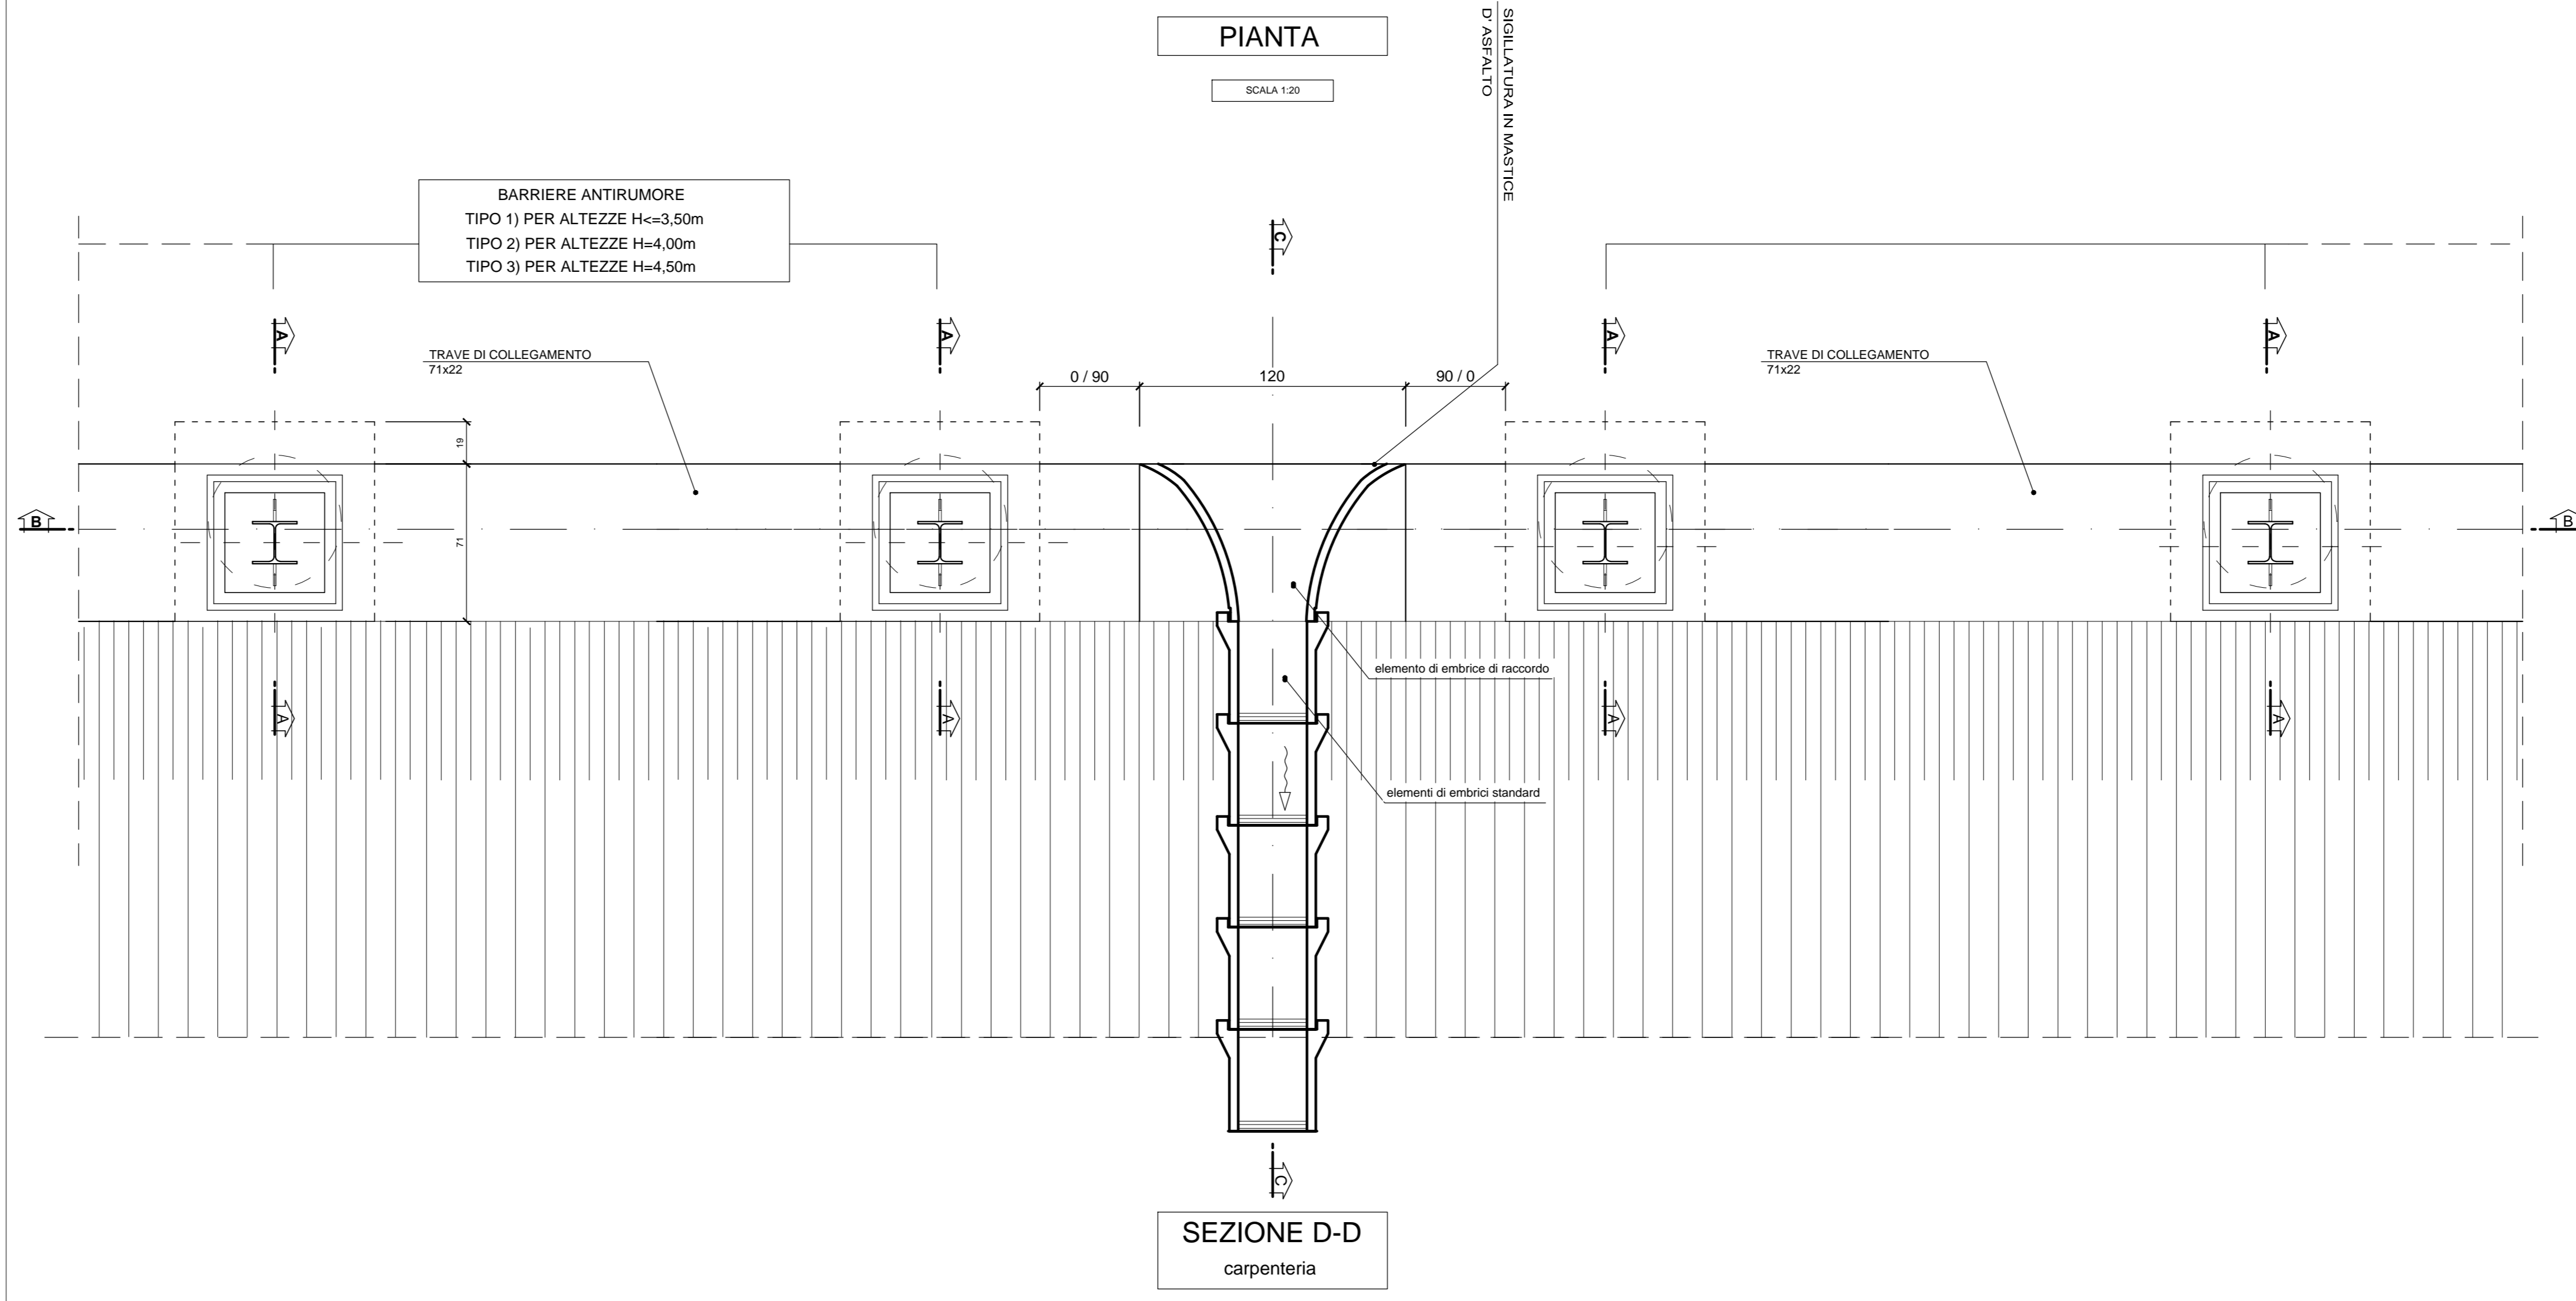 PIANTA
SCALA 1:20
SIGILLATURA IN MASTICE
D' ASFALTO
BARRIERE ANTIRUMORE
TIPO 1) PER ALTEZZE H<=3,50m
TIPO 2) PER ALTEZZE H=4,00m
TIPO 3) PER ALTEZZE H=4,50m
C
A
A
A
A
TRAVE DI COLLEGAMENTO
71x22
0 / 90
120
90 / 0
TRAVE DI COLLEGAMENTO
71x22
19
71
B
B
elemento di embrice di raccordo
A
A
A
A
elementi di embrici standard
C
SEZIONE D-D
carpenteria